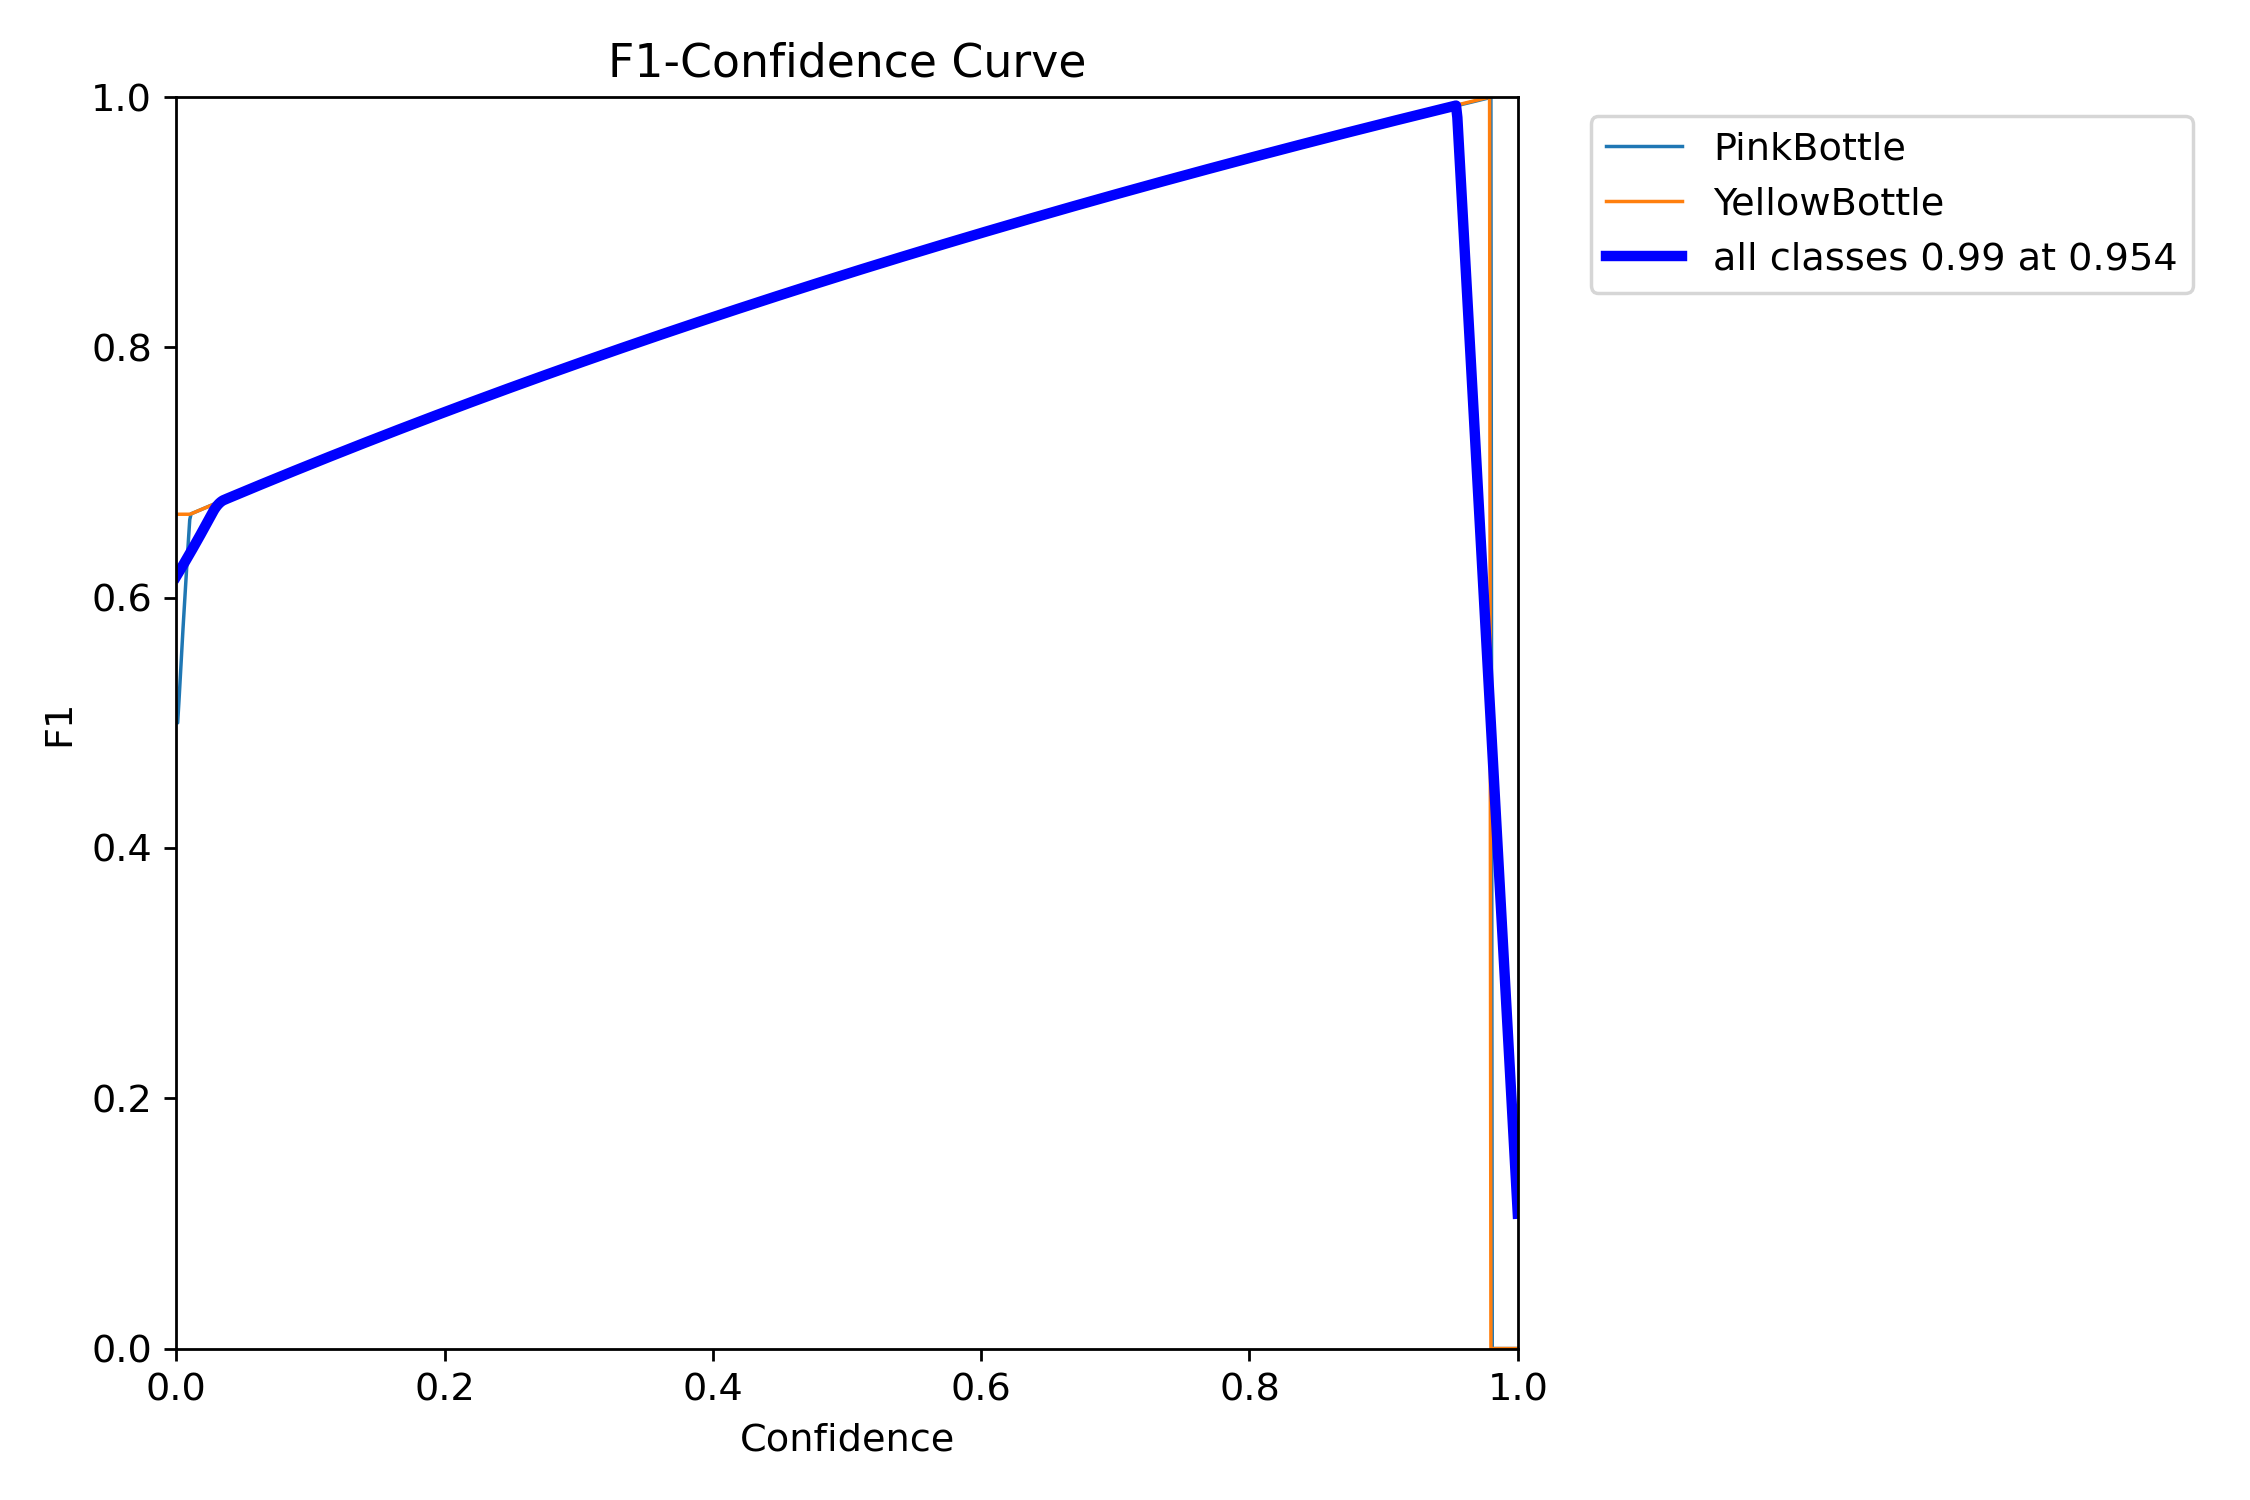 F1-Confidence Curve
1.0
0.8
0.6
0.4
0.2
0.0
F1
0.0 0.2 0.4 0.6 0.8 1.0
Confidence
PinkBottle
YellowBottle
all classes 0.99 at 0.954